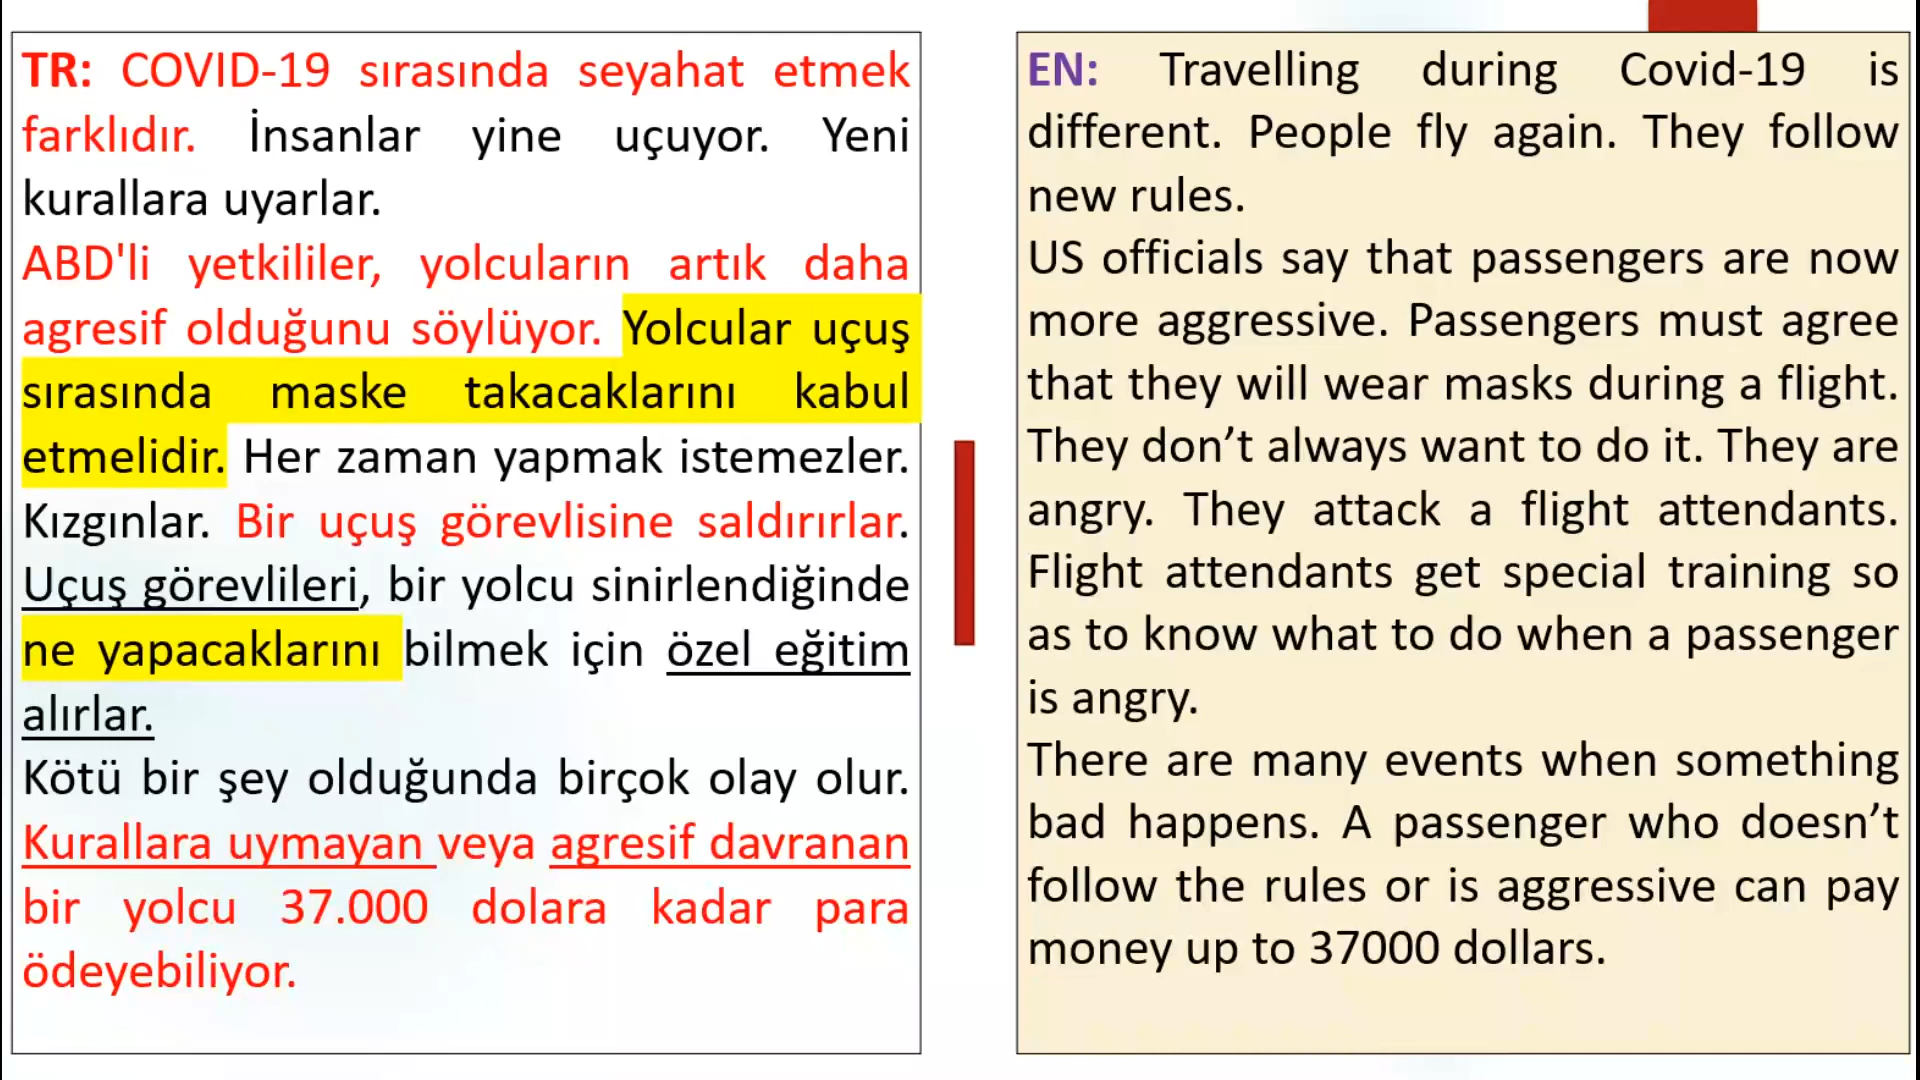 TR: COVID-19 sırasında seyahat etmek
farklıdır. İnsanlar yine uçuyor. Yeni
kurallara uyarlar.
ABD'li yetkililer, yolcuların artık daha
agresif olduğunu söylüyor. Yolcular uçuş
sırasında maske takacaklarını kabul
etmelidir. Her zaman yapmak istemezler.
Kızgınlar. Bir uçuş görevlisine saldırırlar.
Uçuş görevlileri, bir yolcu sinirlendiğinde
ne yapacaklarını bilmek için özel eğitim
alırlar.
Kötü bir şey olduğunda birçok olay olur.
Kurallara uymayan veya agresif davranan
bir yolcu 37.000 dolara kadar para
ödeyebiliyor.
EN: Travelling during Covid-19 is
different. People fly again. They follow
new rules.
US officials say that passengers are now
more aggressive. Passengers must agree
that they will wear masks during a flight.
They don’t always want to do it. They are
angry. They attack a flight attendants.
Flight attendants get special training so
as to know what to do when a passenger
is angry.
There are many events when something
bad happens. A passenger who doesn’t
follow the rules or is aggressive can pay
money up to 37000 dollars.